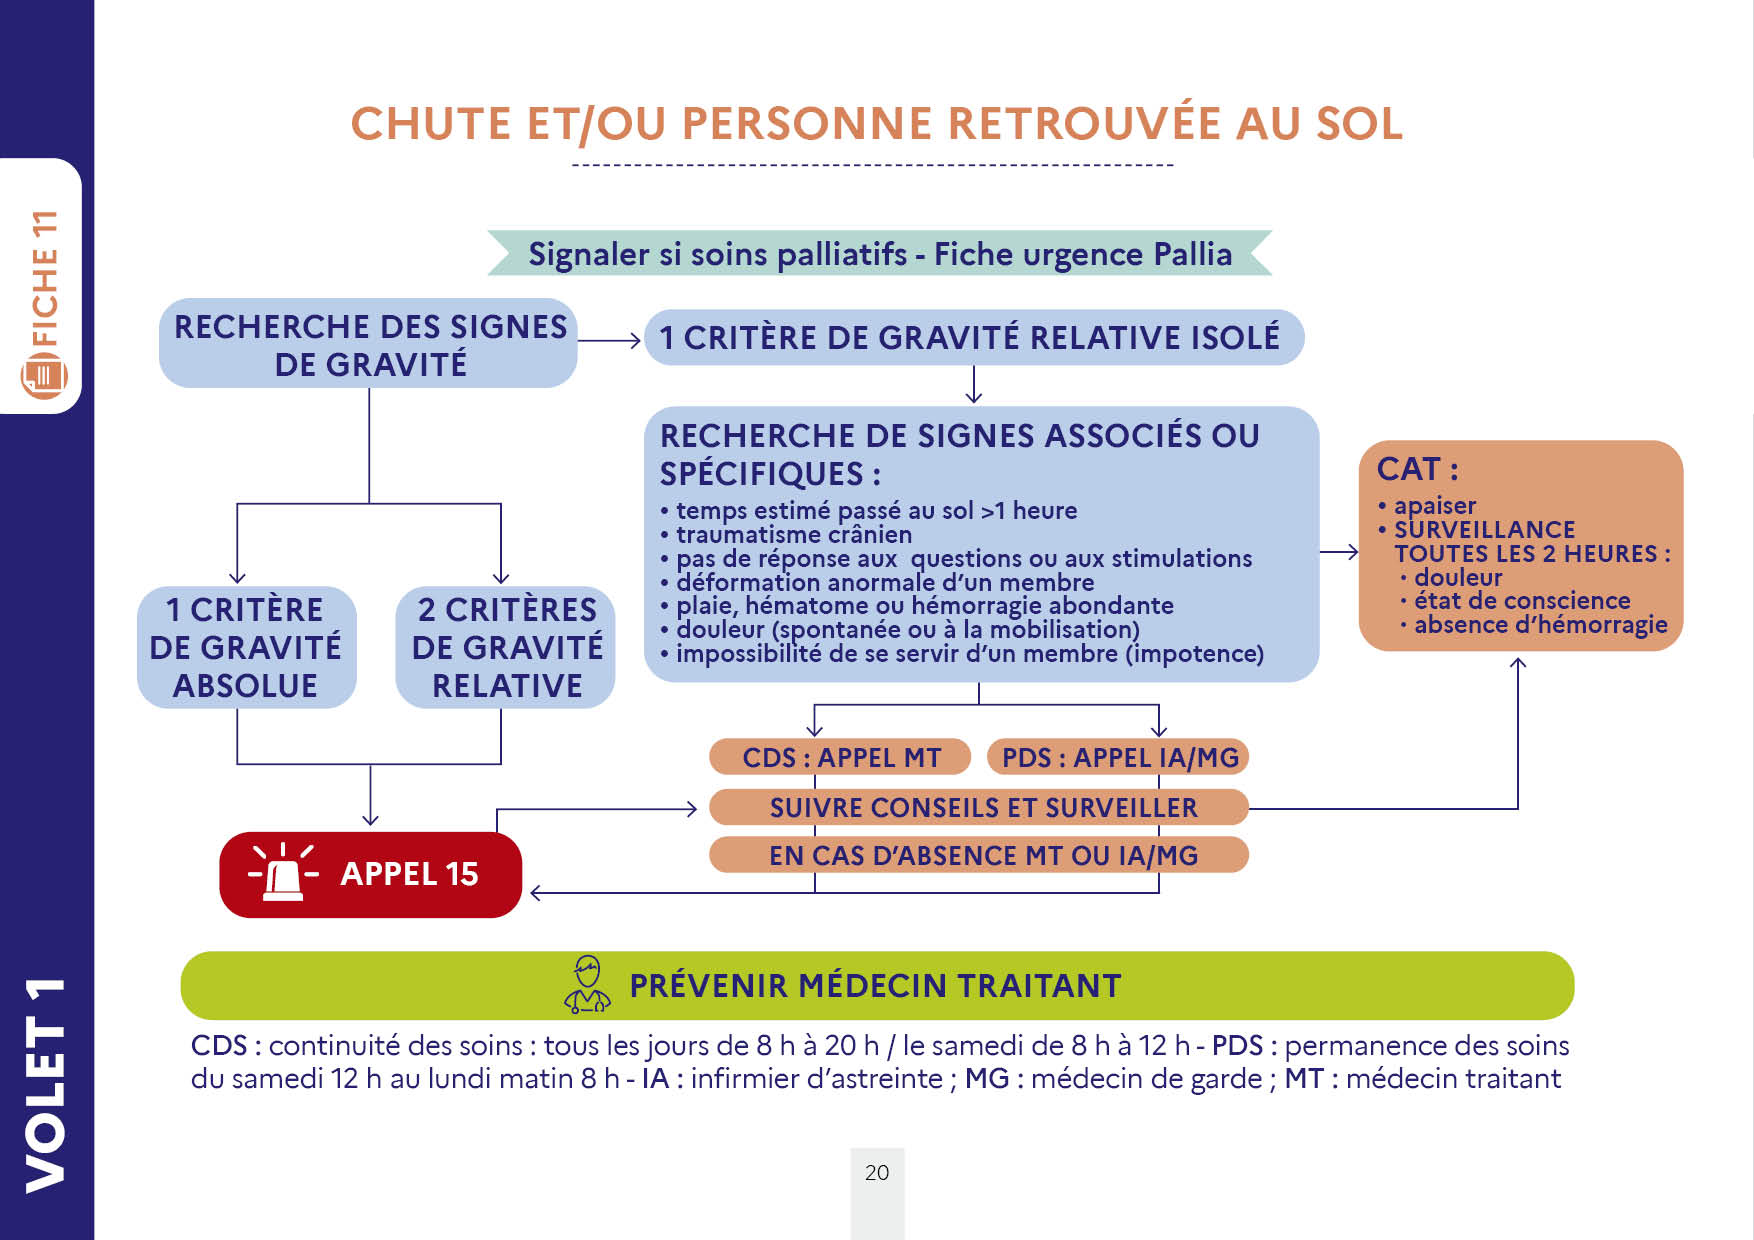 CHUTE ET/OU PERSONNE RETROUVÉE AU SOL
FICHE 11
Signaler si soins palliatifs - Fiche urgence Pallia
RECHERCHE DES SIGNES
DE GRAVITÉ
1 CRITÈRE DE GRAVITÉ RELATIVE ISOLÉ
RECHERCHE DE SIGNES ASSOCIÉS OU
SPÉCIFIQUES :
• temps estimé passé au sol >1 heure
• traumatisme crânien
• pas de réponse aux questions ou aux stimulations
• déformation anormale d’un membre
• plaie, hématome ou hémorragie abondante
• douleur (spontanée ou à la mobilisation)
• impossibilité de se servir d’un membre (impotence)
CAT :
• apaiser
• SURVEILLANCE
TOUTES LES 2 HEURES :
· douleur
· état de conscience
· absence d’hémorragie
1 CRITÈRE
DE GRAVITÉ
ABSOLUE
2 CRITÈRES
DE GRAVITÉ
RELATIVE
CDS : APPEL MT
PDS : APPEL IA/MG
SUIVRE CONSEILS ET SURVEILLER
EN CAS D’ABSENCE MT OU IA/MG
APPEL 15
PRÉVENIR MÉDECIN TRAITANT
CDS : continuité des soins : tous les jours de 8 h à 20 h / le samedi de 8 h à 12 h - PDS : permanence des soins
du samedi 12 h au lundi matin 8 h - IA : infirmier d’astreinte ; MG : médecin de garde ; MT : médecin traitant
VOLET 1
20